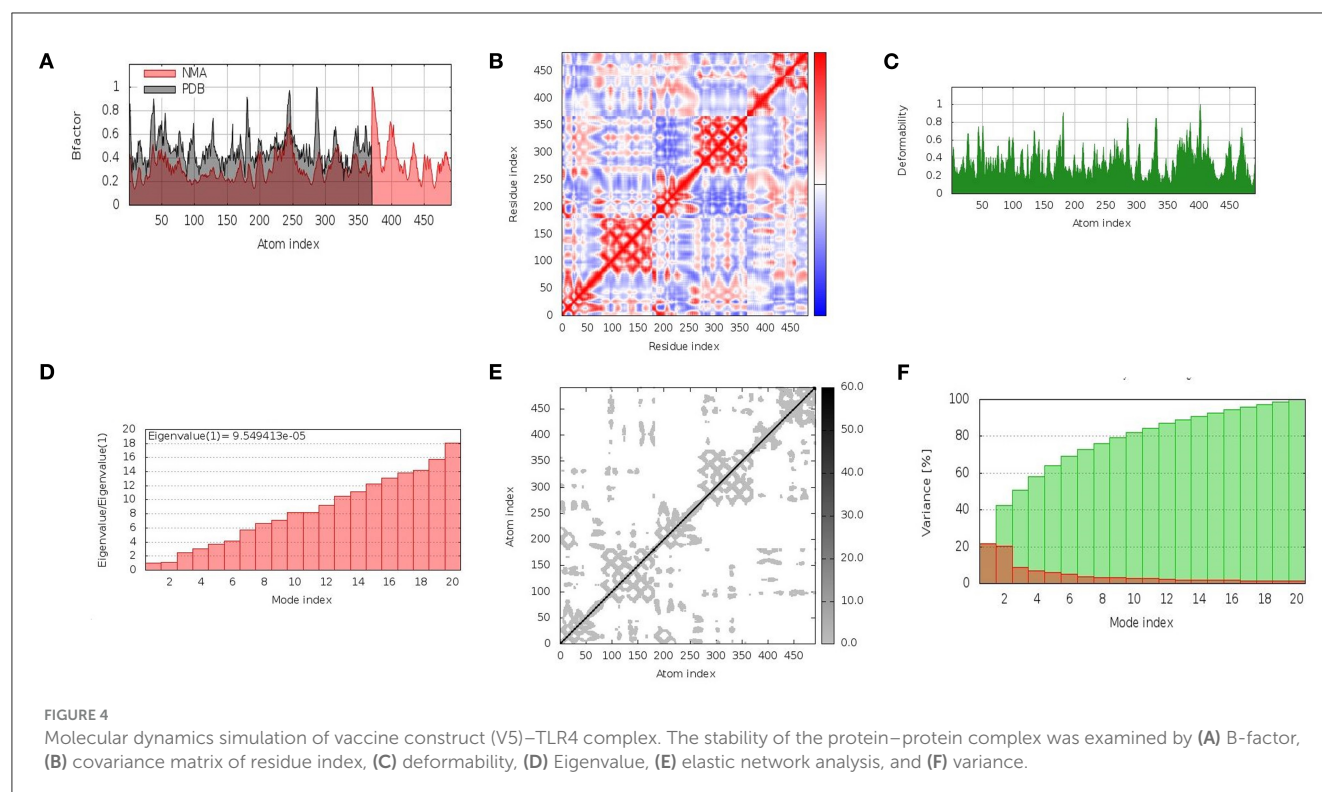 A
NMA
PDB
1
0.8
0.6
0.4
0.2
0
Bfactor
50 100 150 200 250 300 350 400 450
Atom index
B
450
400
350
300
250
200
150
100
50
0
Residue index
0 50 100 150 200 250 300 350 400 450
Residue index
C
1
0.8
0.6
0.4
0.2
0
Deformability
50 100 150 200 250 300 350 400 450
Atom index
D
Eigenvalue(1)= 9.549413e-05
20
18
18
16
14
12
10
8
6
4
2
0
Eigenvalue/Eigenvalue(1)
2 4 6 8 10 12 14 16 18 20
Mode index
E
450
400
350
300
250
200
150
100
50
0
Atom index
0 50 100 150 200 250 300 350 400 450
Atom index
60.0
50.0
40.0
30.0
20.0
10.0
0.0
F
100
80
60
40
20
0
Variance [%]
2 4 6 8 10 12 14 16 18 20
Mode index
FIGURE 4
Molecular dynamics simulation of vaccine construct (V5)–TLR4 complex. The stability of the protein–protein complex was examined by (A) B-factor,
(B) covariance matrix of residue index, (C) deformability, (D) Eigenvalue, (E) elastic network analysis, and (F) variance.